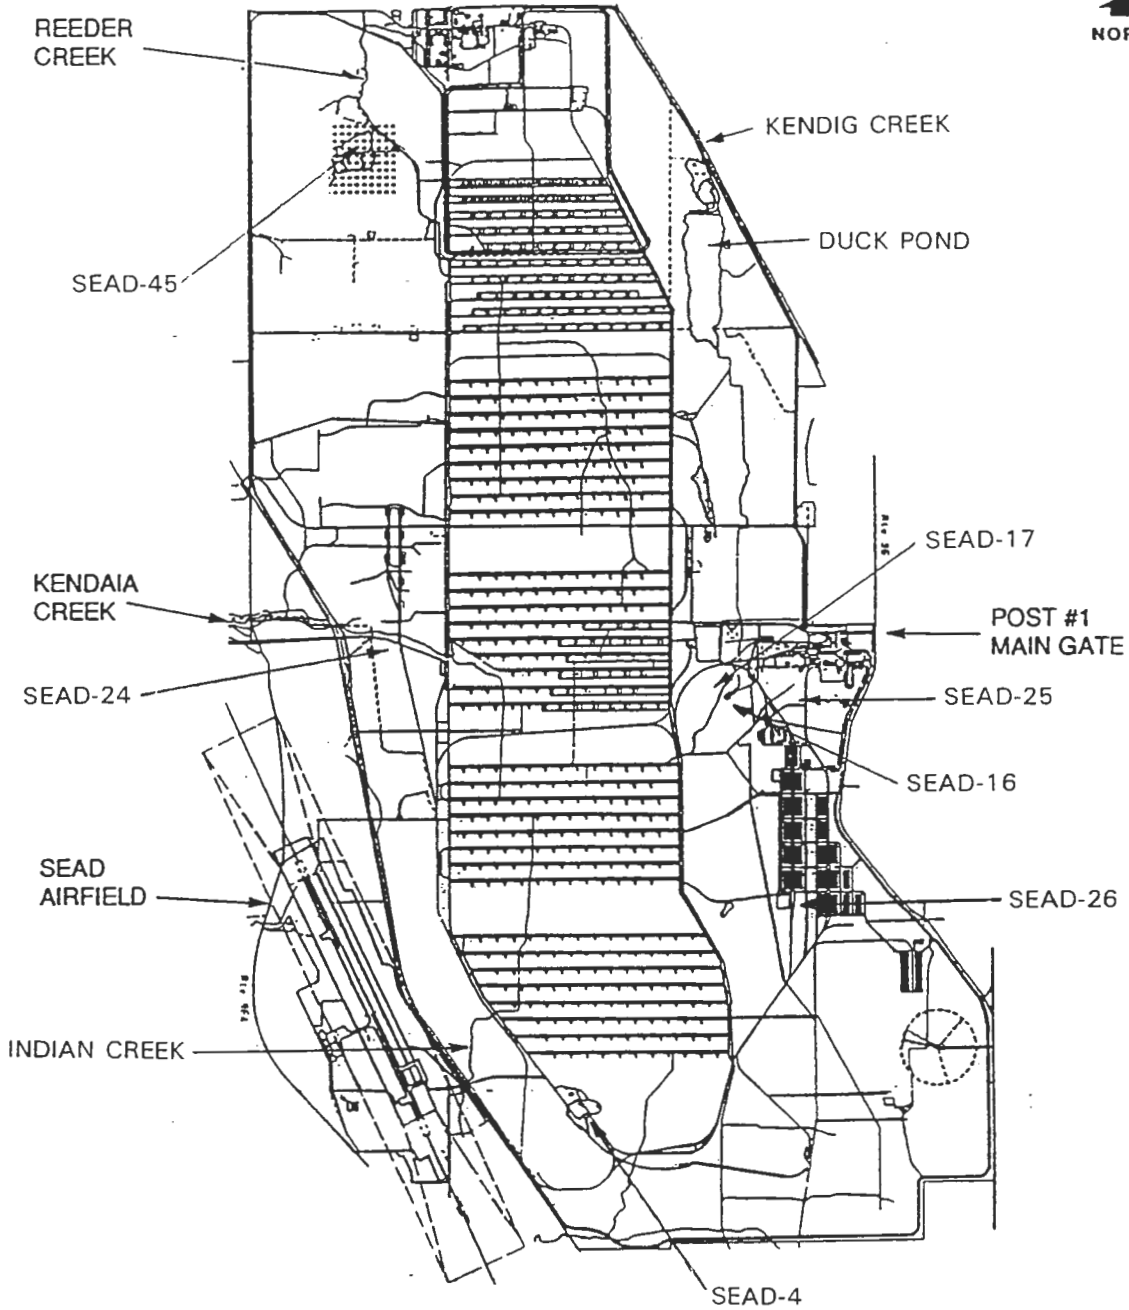 REEDER
CREEK
KENDIG CREEK
DUCK POND
SEAD-45
SEAD-17
KENDAIA
CREEK
POST #1
MAIN GATE
SEAD-24
SEAD-25
SEAD-16
SEAD
AIRFIELD
SEAD-26
INDIAN CREEK
SEAD-4